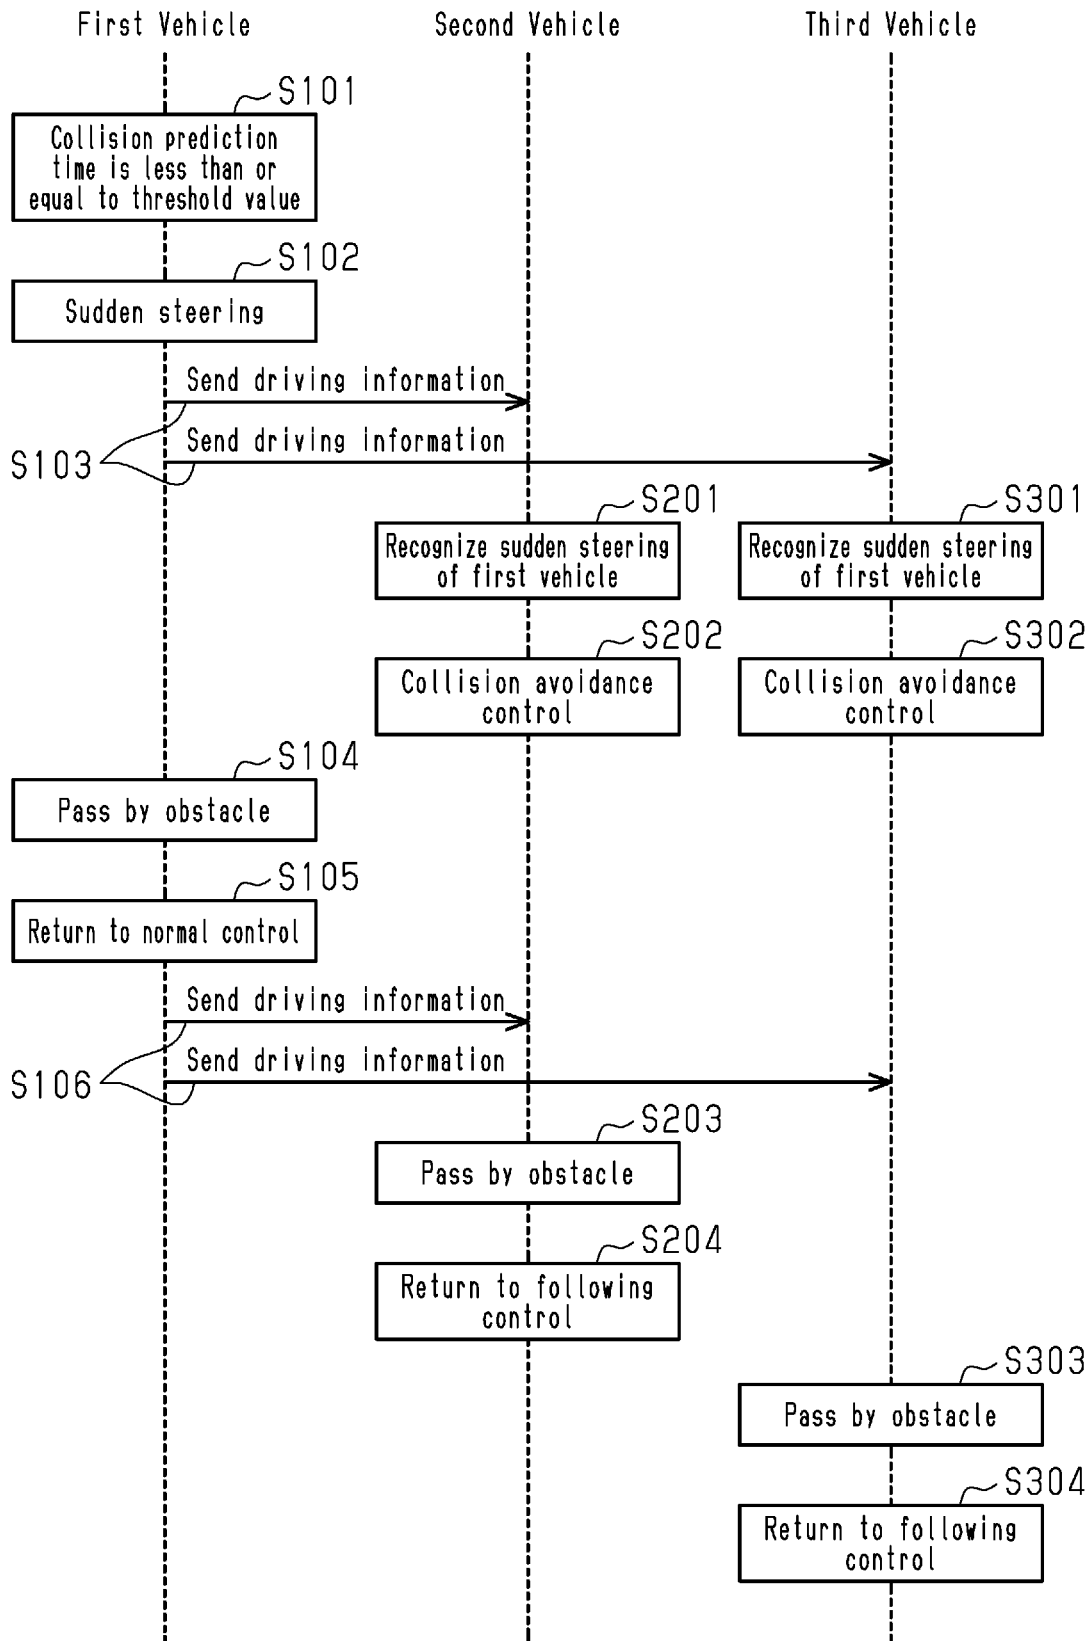 First Vehicle
Second Vehicle
Third Vehicle
S101
Collision prediction
time is less than or
equal to threshold value
S102
Sudden steering
Send driving information
Send driving information
S103
S201
Recognize sudden steering
of first vehicle
S301
Recognize sudden steering
of first vehicle
S202
Collision avoidance
control
S302
Collision avoidance
control
S104
Pass by obstacle
S105
Return to normal control
Send driving information
Send driving information
S106
S203
Pass by obstacle
S204
Return to following
control
S303
Pass by obstacle
S304
Return to following
control